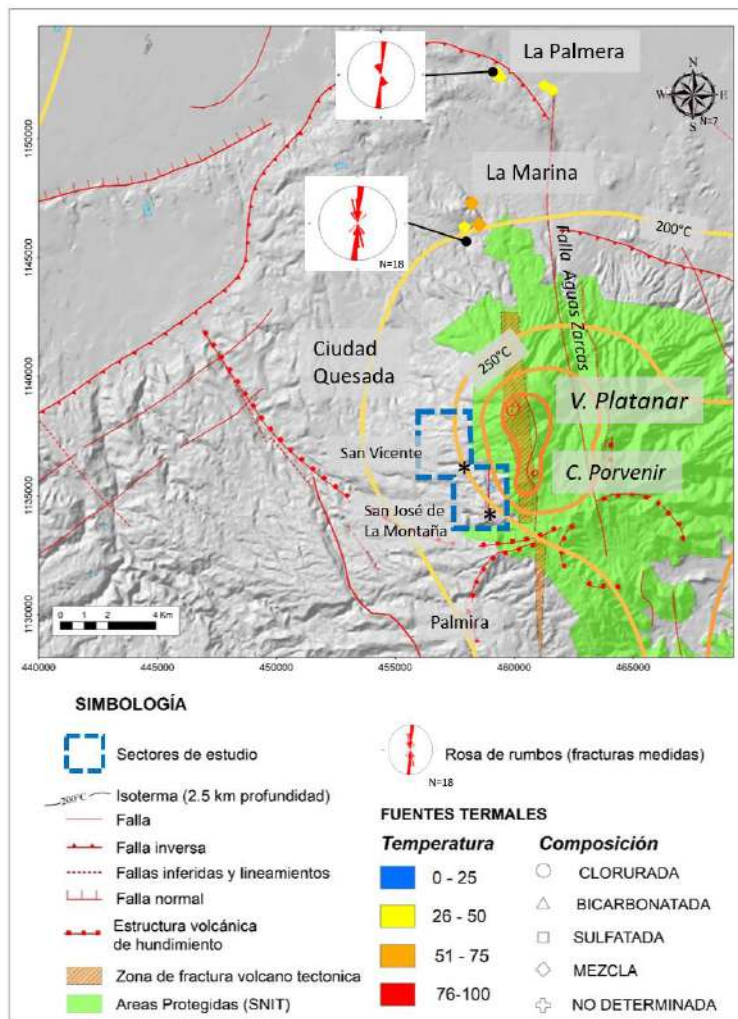 La Palmera
N
W
E
S
N=7
1150000
La Marina
N=18
200°C
1145000
Falla Aguas Zarcas
Ciudad
Quesada
250°C
1140000
V. Platanar
San Vicente
C. Porvenir
1135000
San José de
La Montaña
Palmira
1130000
0 1 2 4 Km
440000
445000
450000
455000
460000
465000
SIMBOLOGÍA
Sectores de estudio
Rosa de rumbos (fracturas medidas)
N=18
200°C
Isoterma (2.5 km profundidad)
Falla
Falla inversa
Fallas inferidas y lineamientos
Falla normal
Estructura volcánica
de hundimiento
Zona de fractura volcano tectonica
Areas Protegidas (SNIT)
FUENTES TERMALES
Temperatura
0 - 25
26 - 50
51 - 75
76-100
Composición
CLORURADA
BICARBONATADA
SULFATADA
MEZCLA
NO DETERMINADA